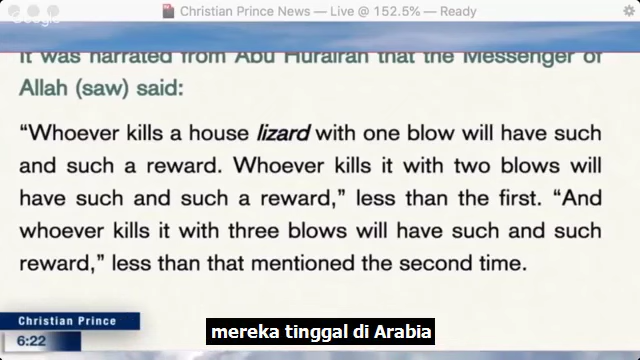 Christian Prince News — Live @ 152.5% — Ready
Google
It was narrated from Abu Hurairah that the Messenger of
Allah (saw) said:
“Whoever kills a house lizard with one blow will have such
and such a reward. Whoever kills it with two blows will
have such and such a reward,” less than the first. “And
whoever kills it with three blows will have such and such
reward,” less than that mentioned the second time.
Christian Prince
6:22
mereka tinggal di Arabia